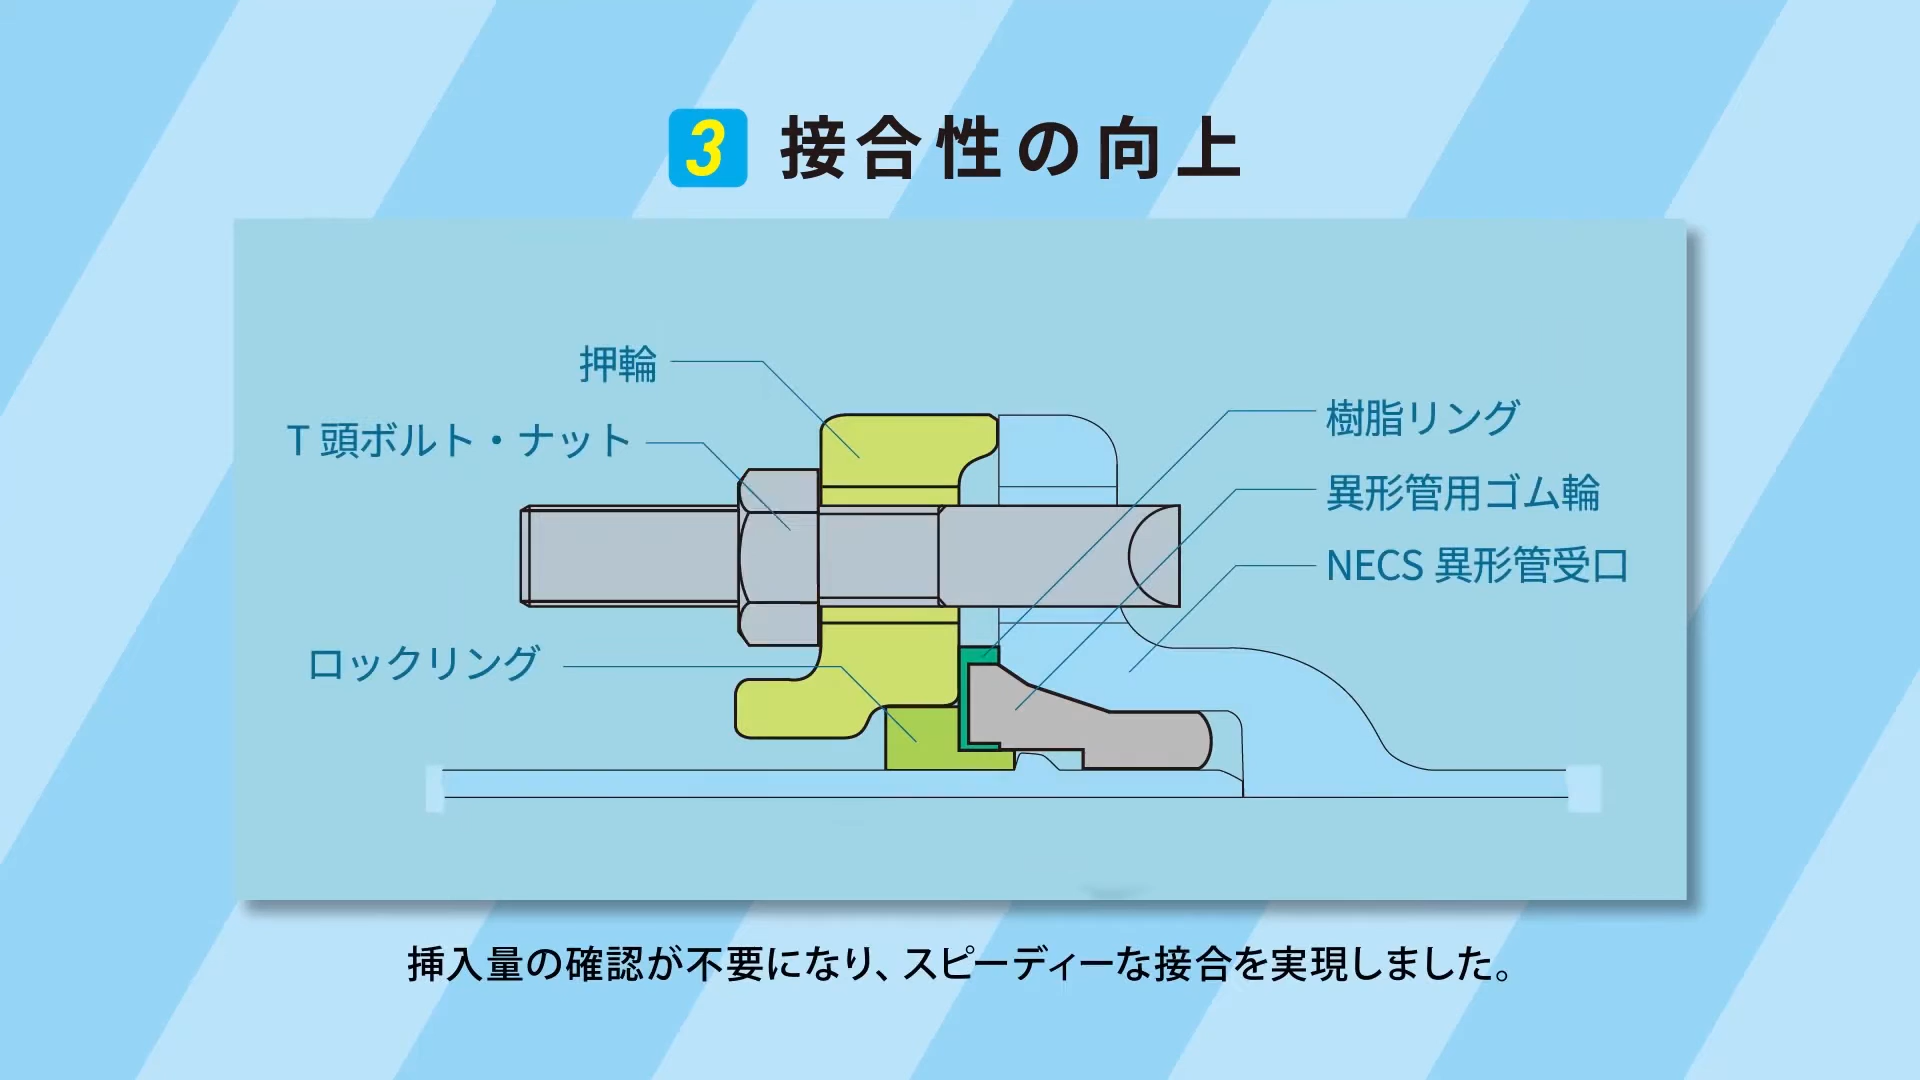 3 接合性の向上
押輪
T頭ボルト・ナット
ロックリング
樹脂リング
異形管用ゴム輪
NECS 異形管受口
挿入量の確認が不要になり、スピーディーな接合を実現しました。